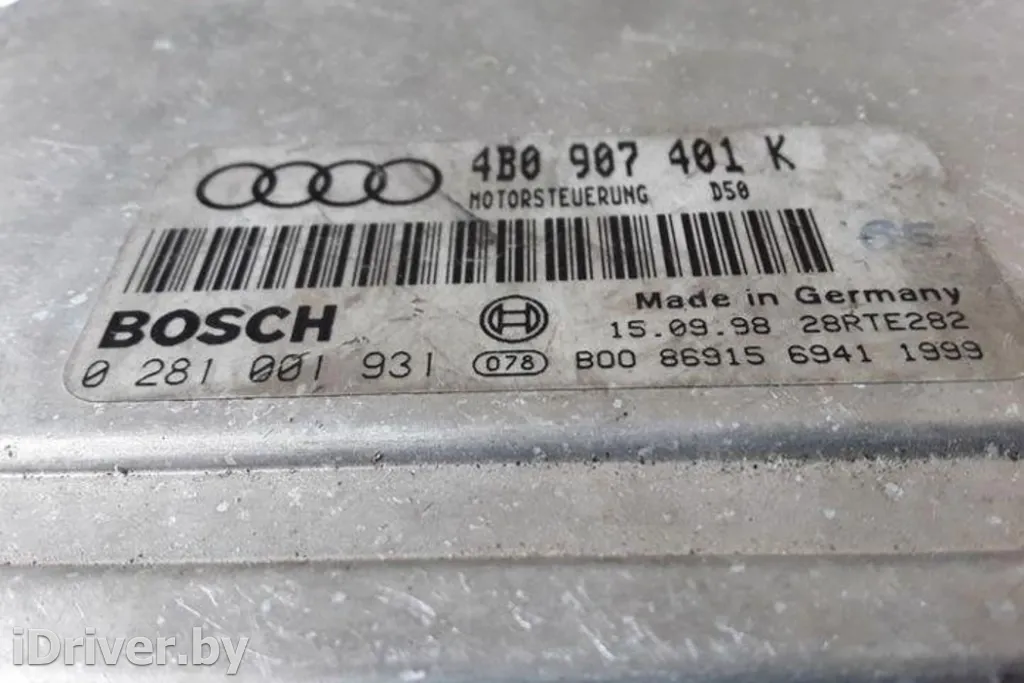 4B0 907 401 K
MOTORSTEUERUNG D50
65
BOSCH
Made in Germany
15.09.98 28RTE282
0 281 001 931 078 B00 86915 6941 1999
iDriver.by